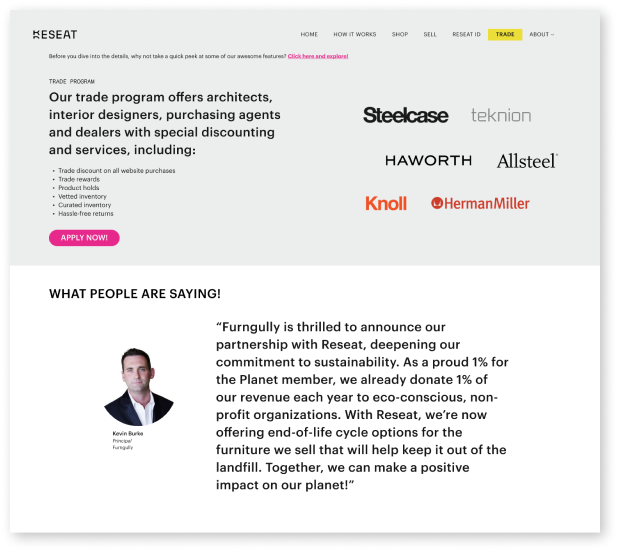 RESEAT
HOME HOW IT WORKS SHOP SELL RESEAT ID TRADE ABOUT
Before you dive into the details, why not take a quick peek at some of our awesome features? Click here and explore!
TRADE PROGRAM
Our trade program offers architects,
interior designers, purchasing agents
and dealers with special discounting
and services, including:
• Trade discount on all website purchases
• Trade rewards
• Product holds
• Vetted inventory
• Curated inventory
• Hassle-free returns
APPLY NOW!
Steelcase teknion
HAWORTH Allsteel
Knoll HermanMiller
WHAT PEOPLE ARE SAYING!
“Furngully is thrilled to announce our
partnership with Reseat, deepening our
commitment to sustainability. As a proud 1% for
the Planet member, we already donate 1% of
our revenue each year to eco-conscious, non-
profit organizations. With Reseat, we’re now
offering end-of-life cycle options for the
furniture we sell that will help keep it out of the
landfill. Together, we can make a positive
impact on our planet!”
Kevin Burke
Principal
Furngully